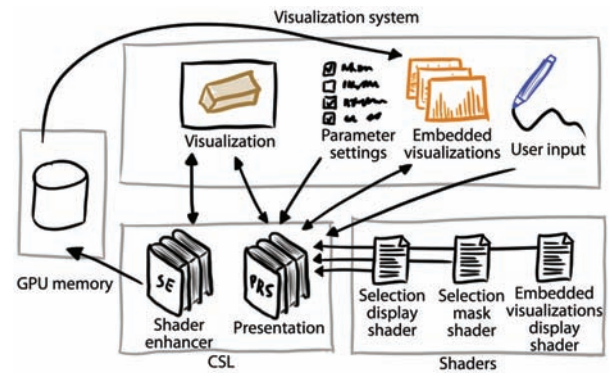 Visualization system
Visualization
Parameter
settings
Embedded
visualizations
User input
GPU memory
SE
Shader
enhancer
PRS
Presentation
CSL
Selection
display
shader
Selection
mask
shader
Embedded
visualizations
display
shader
Shaders